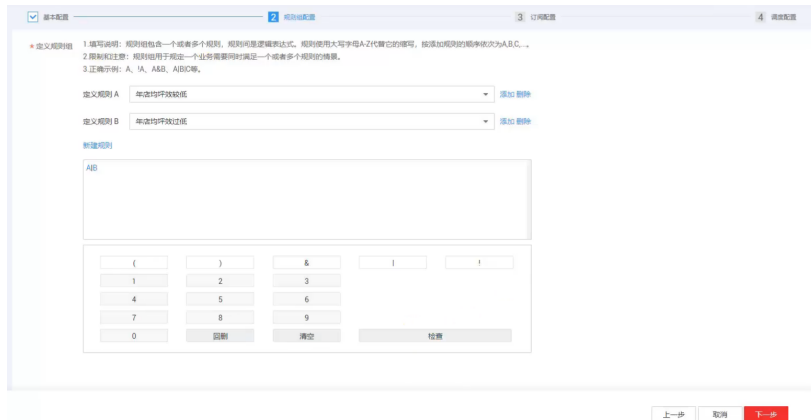 基本配置
2 规则组配置
3 订阅配置
4 调度配置
* 定义规则组
1.填写说明：规则组包含一个或者多个规则，规则间是逻辑表达式。规则使用大写字母A-Z代替它的缩写，按添加规则的顺序依次为A,B,C,...。
2.限制和注意：规则组用于规定一个业务需要同时满足一个或者多个规则的情景。
3.正确示例：A、!A、A&B、A|B|C等。
定义规则 A 年店均坪效较低 添加 删除
定义规则 B 年店均坪效过低 添加 删除
新建规则
A|B
( ) & | !
1 2 3
4 5 6
7 8 9
0 回删 清空 检查
上一步 取消 下一步